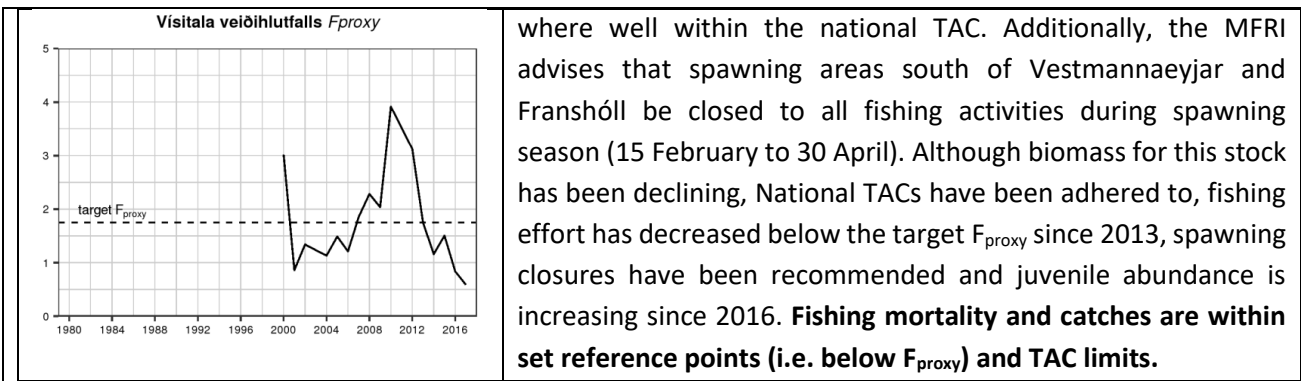 Vísitala veiðihlutfalls Fproxy
5
4
3
2
1
0
target Fproxy
1980 1984 1988 1992 1996 2000 2004 2008 2012 2016
where well within the national TAC. Additionally, the MFRI
advises that spawning areas south of Vestmannaeyjar and
Franshóll be closed to all fishing activities during spawning
season (15 February to 30 April). Although biomass for this stock
has been declining, National TACs have been adhered to, fishing
effort has decreased below the target Fproxy since 2013, spawning
closures have been recommended and juvenile abundance is
increasing since 2016. Fishing mortality and catches are within
set reference points (i.e. below Fproxy) and TAC limits.